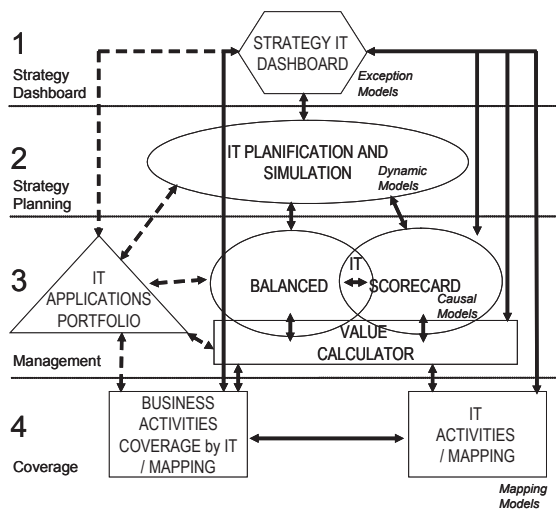 1
Strategy
Dashboard
STRATEGY IT
DASHBOARD
Exception
Models
2
Strategy
Planning
IT PLANIFICATION AND
SIMULATION
Dynamic Models
3
Management
IT
APPLICATIONS
PORTFOLIO
IT
BALANCED SCORECARD
Causal Models
VALUE
CALCULATOR
4
Coverage
BUSINESS
ACTIVITIES
COVERAGE by IT
/ MAPPING
IT
ACTIVITIES
/ MAPPING
Mapping
Models